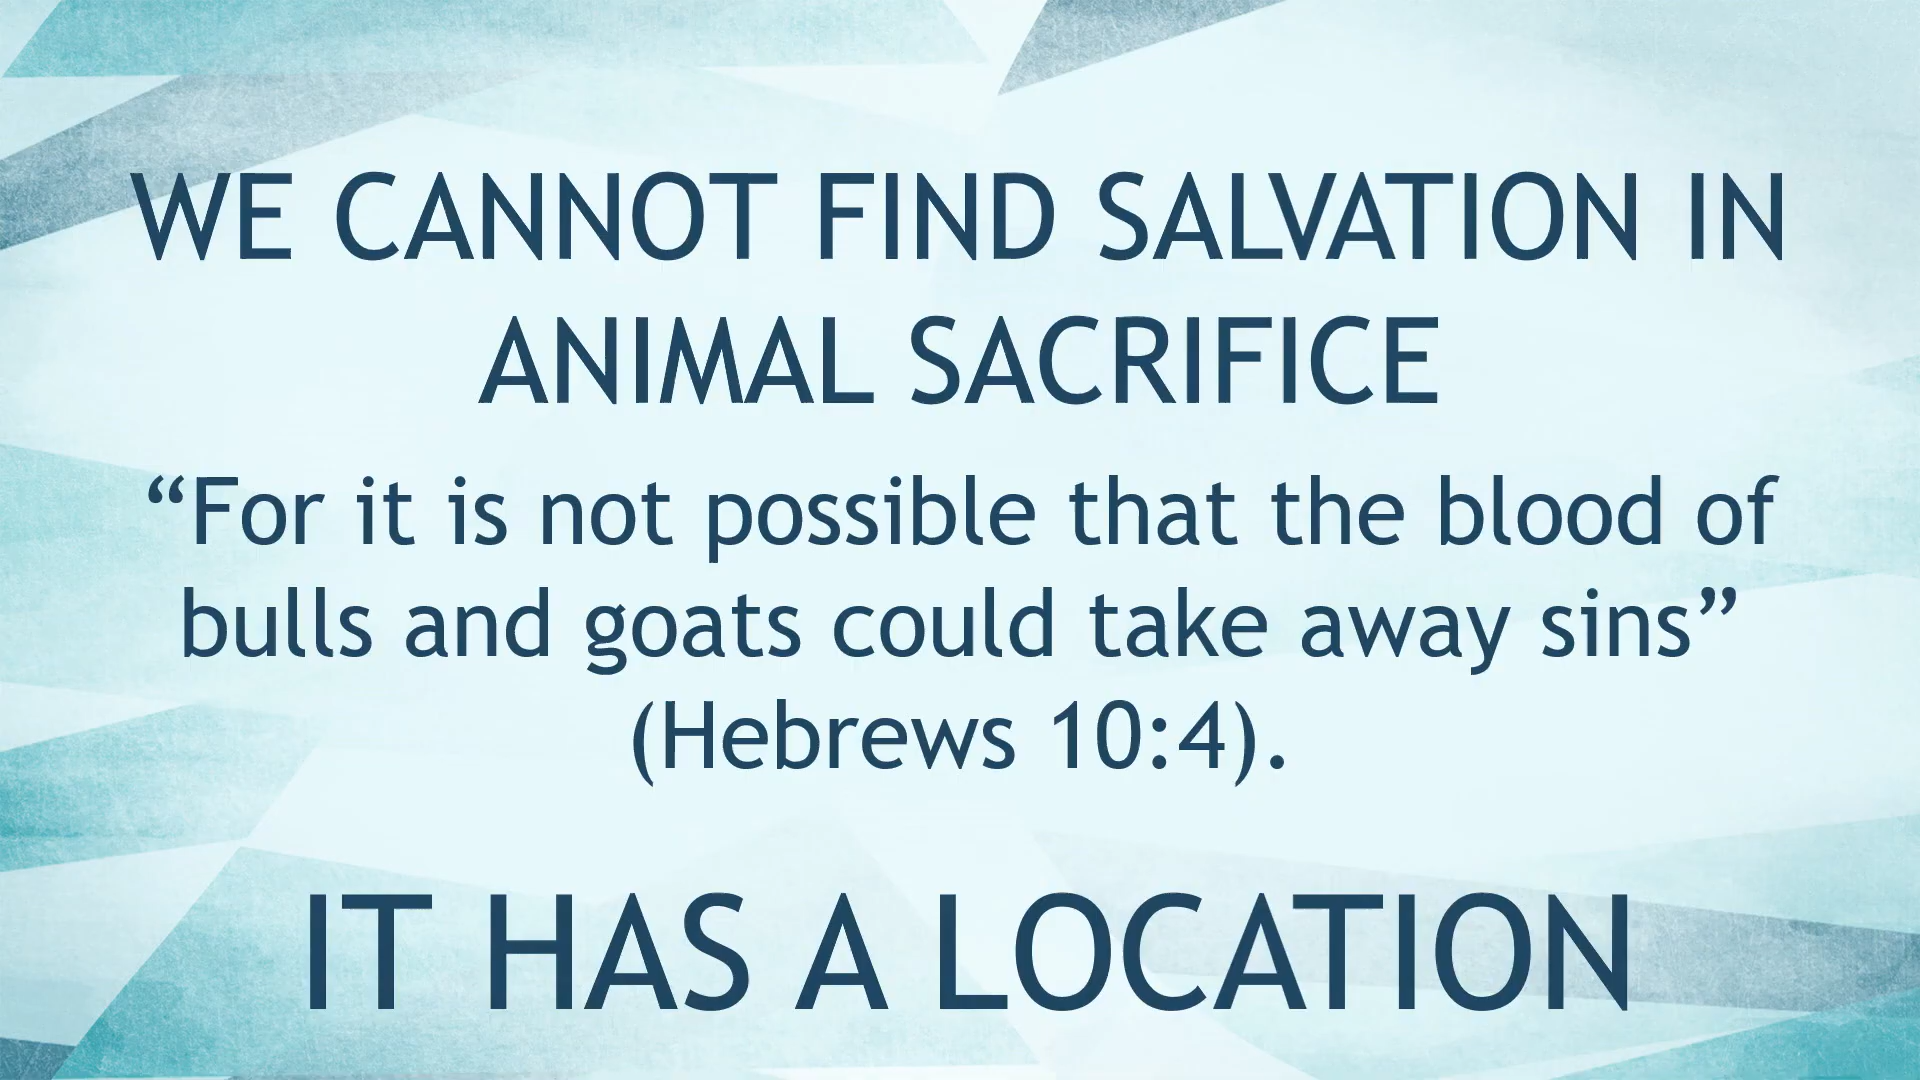 WE CANNOT FIND SALVATION IN
ANIMAL SACRIFICE
“For it is not possible that the blood of
bulls and goats could take away sins”
(Hebrews 10:4).
IT HAS A LOCATION